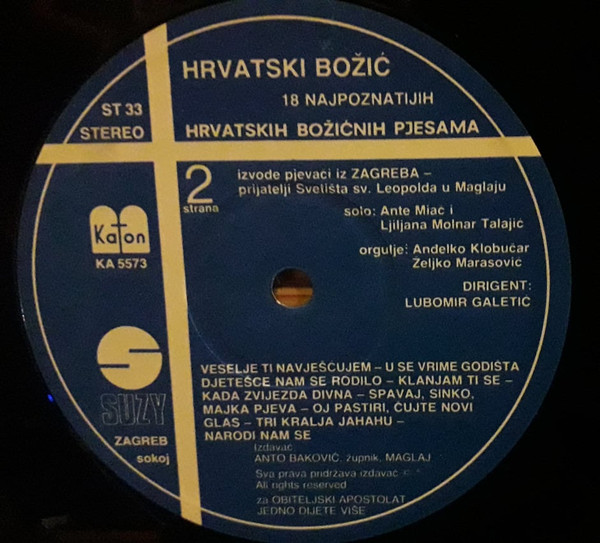 HRVATSKI BOŽIĆ
18 NAJPOZNATIJIH
HRVATSKIH BOŽIĆNIH PJESAMA
ST 33
STEREO
2
strana
izvode pjevači iz ZAGREBA –
prijatelji Svelišta sv. Leopolda u Maglaju
solo: Ante Miać i
Ljiljana Molnar Talajić
orgulje: Anđelko Klobučar
Željko Marasović
DIRIGENT:
LUBOMIR GALETIĆ
Katon
KA 5573
SUZY
ZAGREB
sokoj
VESELJE TI NAVJEŠĆUJEM – U SE VRIME GODIŠTA
DJETEŠCE NAM SE RODILO – KLANJAM TI SE –
KADA ZVIJEZDA DIVNA – SPAVAJ, SINKO,
MAJKA PJEVA – OJ PASTIRI, ČUJTE NOVI
GLAS – TRI KRALJA JAHAHU –
NARODI NAM SE
Izdavač
ANTO BAKOVIĆ, župnik, MAGLAJ
Sva prava pridržava izdavač
All rights reserved
za OBITELJSKI APOSTOLAT
JEDNO DIJETE VIŠE